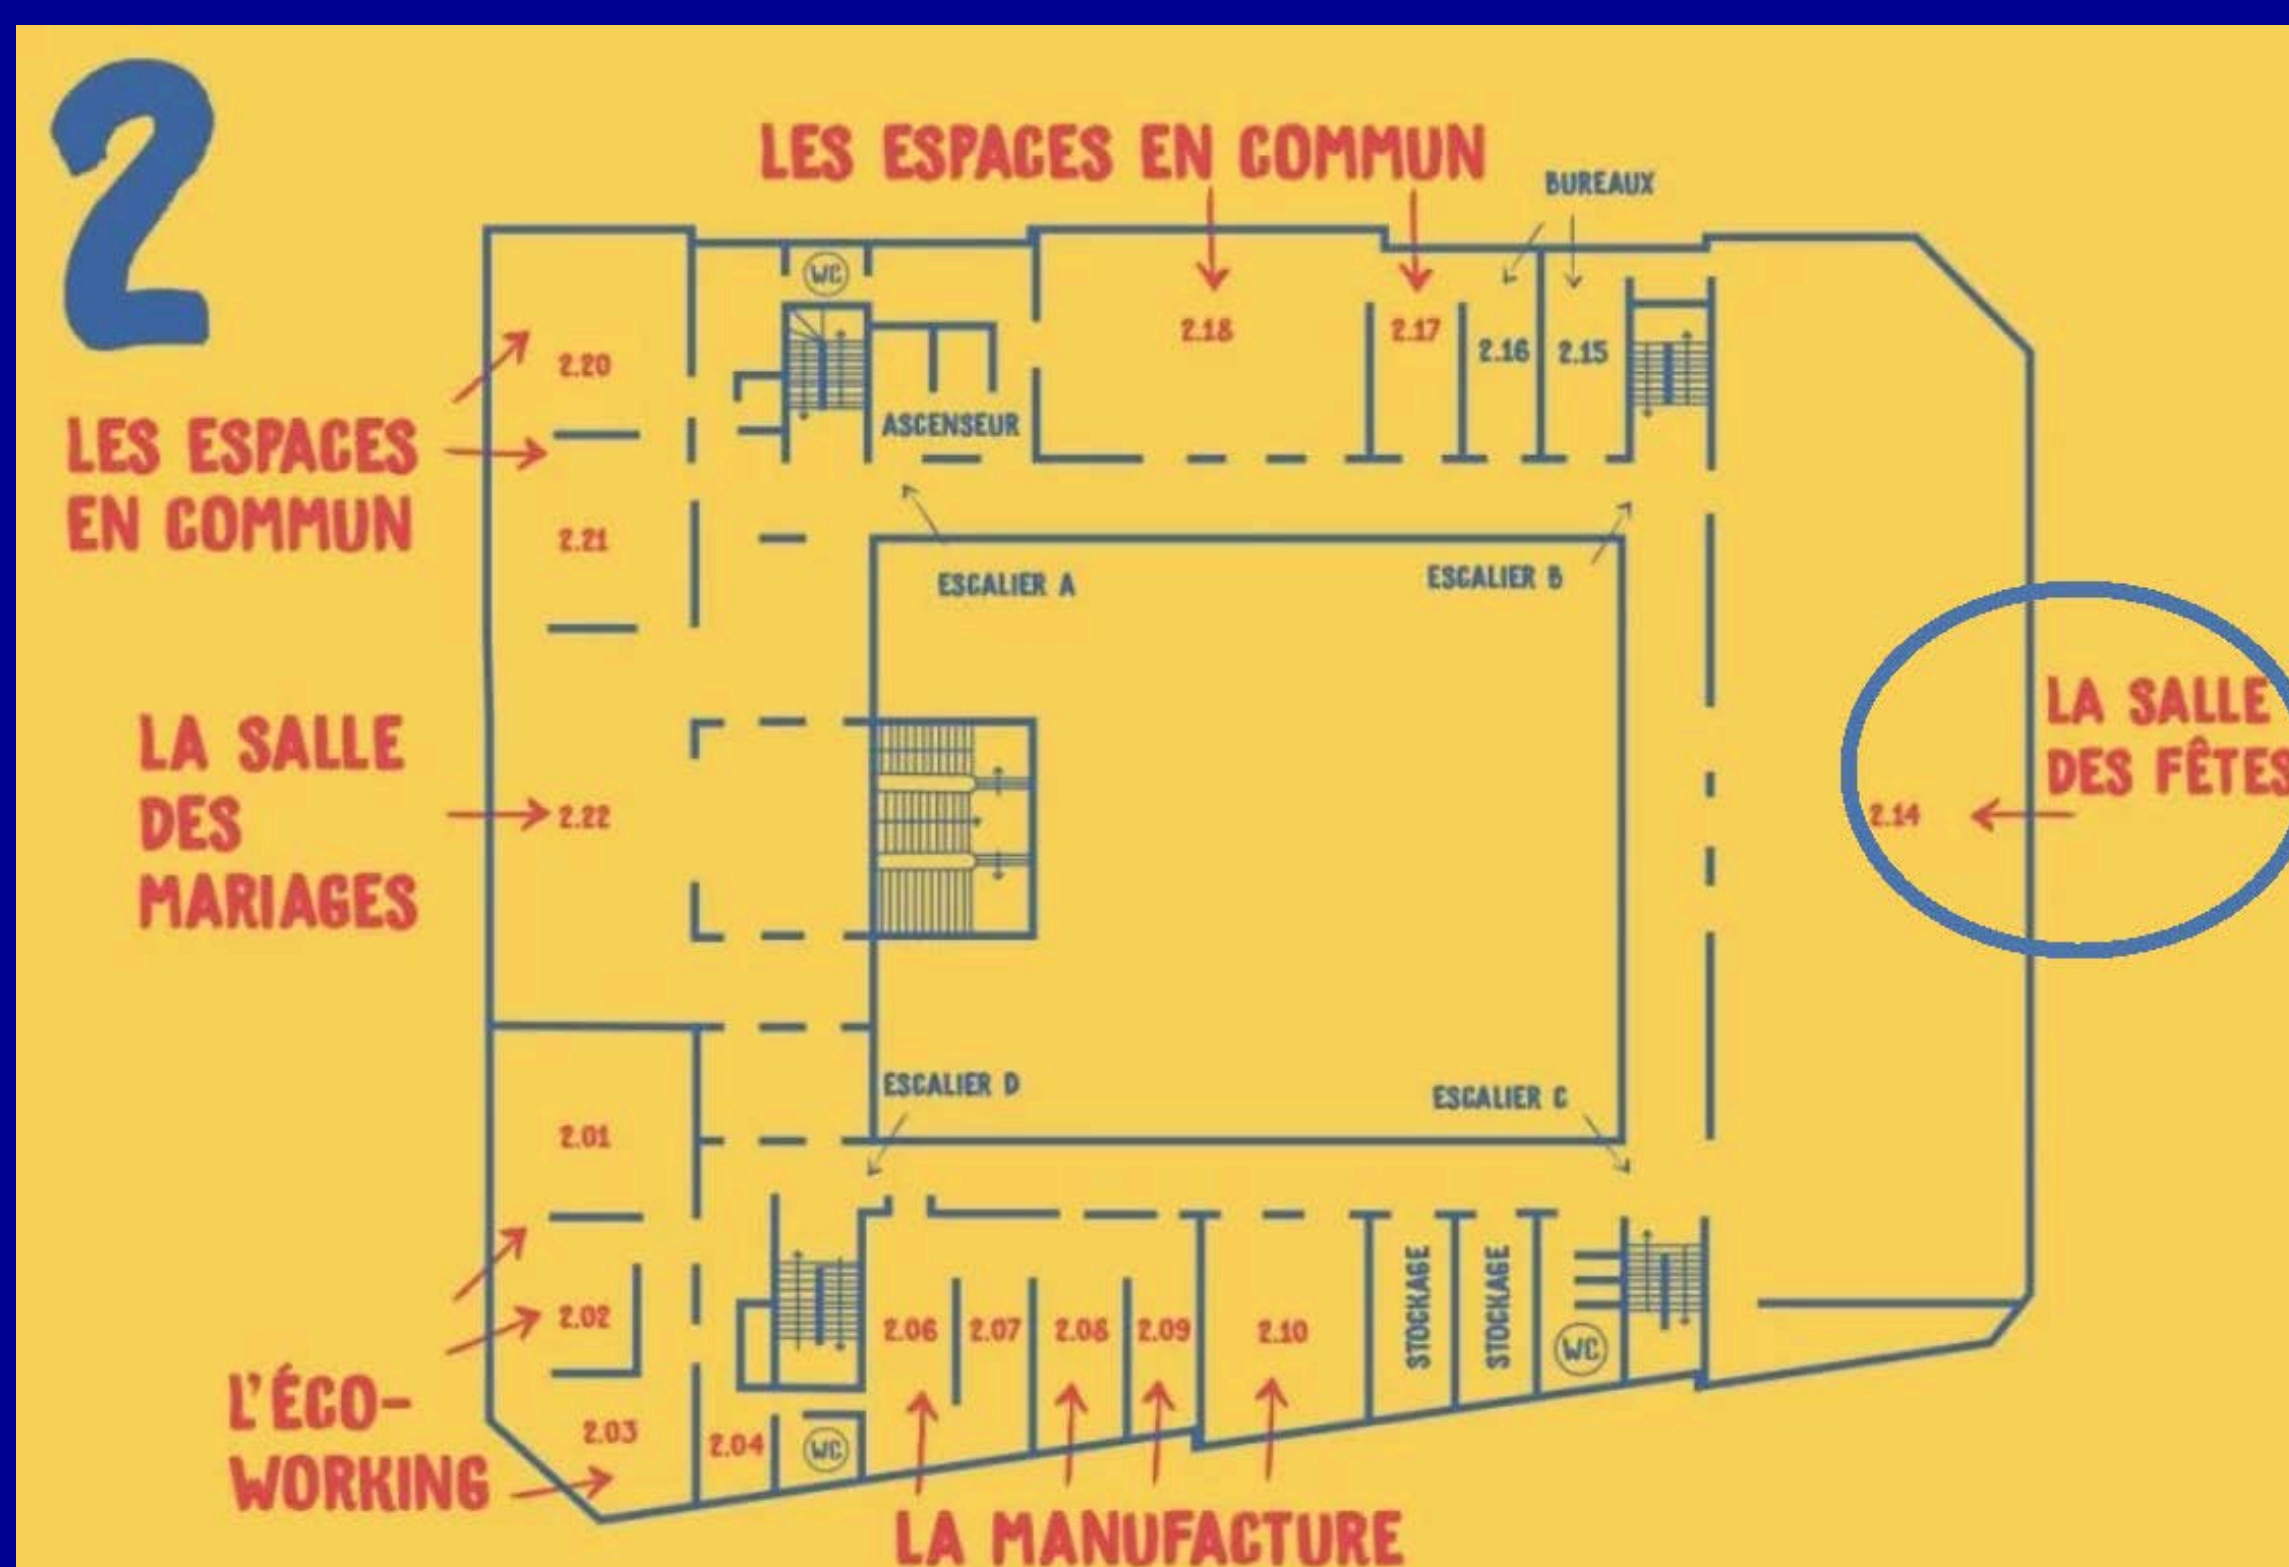 2
LES ESPACES EN COMMUN
BUREAUX
WC
2.20
2.18
2.17
2.16
2.15
ASCENSEUR
LES ESPACES
EN COMMUN
2.21
ESCALIER A
ESCALIER B
LA SALLE
DES
MARIAGES
2.22
LA SALLE
DES FÊTES
2.14
2.01
ESCALIER D
ESCALIER C
2.02
2.03
2.04
WC
2.06
2.07
2.08
2.09
2.10
STOCKAGE
STOCKAGE
WC
L'ÉCO-
WORKING
LA MANUFACTURE